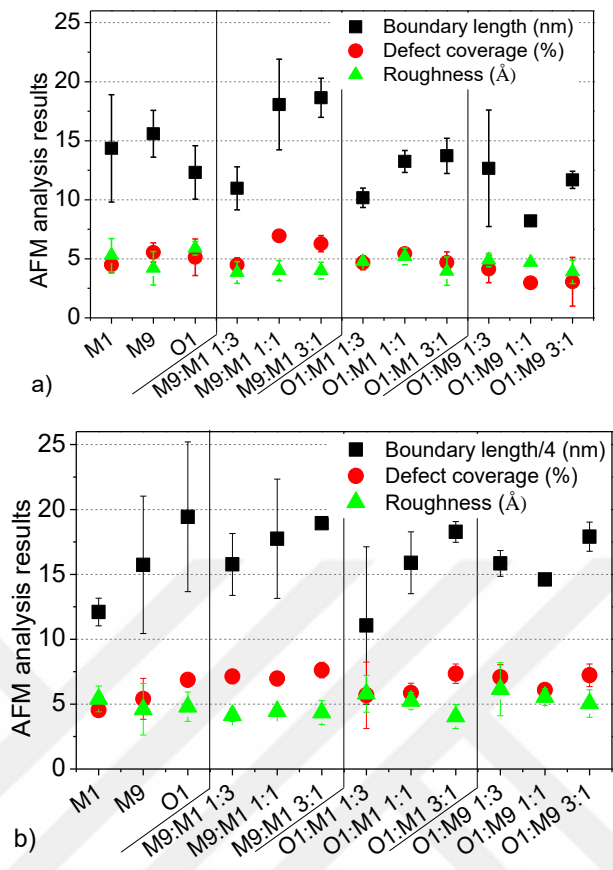 25
Boundary length (nm)
Defect coverage (%)
20
Roughness (Å)
15
10
5
0
AFM analysis results
M1
M9
O1
M9:M1 1:3
M9:M1 1:1
M9:M1 3:1
O1:M1 1:3
O1:M1 1:1
O1:M1 3:1
O1:M9 1:3
O1:M9 1:1
O1:M9 3:1
a)
25
Boundary length/4 (nm)
Defect coverage (%)
20
Roughness (Å)
15
10
5
0
AFM analysis results
M1
M9
O1
M9:M1 1:3
M9:M1 1:1
M9:M1 3:1
O1:M1 1:3
O1:M1 1:1
O1:M1 3:1
O1:M9 1:3
O1:M9 1:1
O1:M9 3:1
b)